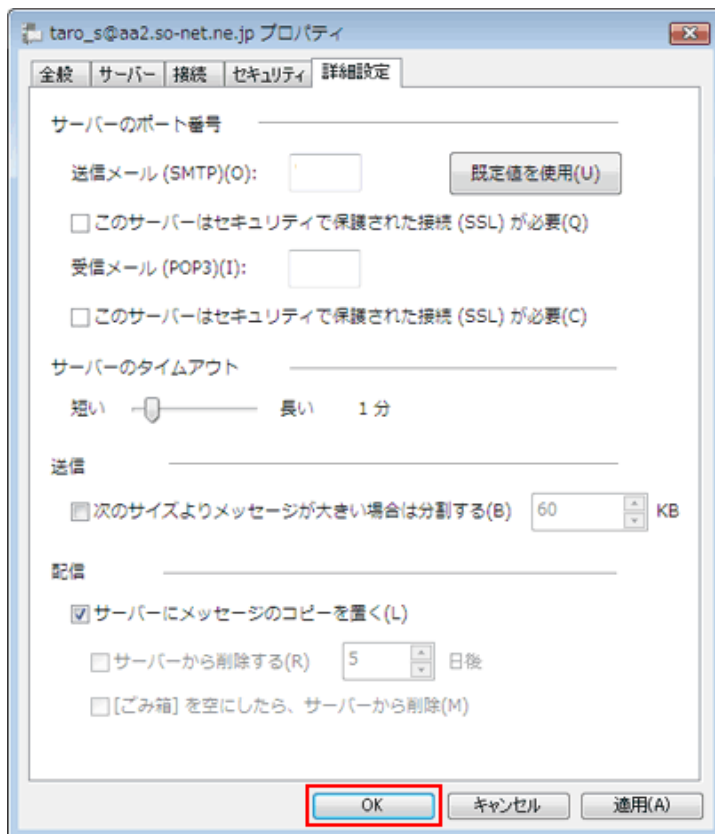 taro_s@aa2.so-net.ne.jp プロパティ
全般 サーバー 接続 セキュリティ 詳細設定
サーバーのポート番号
送信メール (SMTP)(O): 既定値を使用(U)
このサーバーはセキュリティで保護された接続 (SSL) が必要(Q)
受信メール (POP3)(I):
このサーバーはセキュリティで保護された接続 (SSL) が必要(C)
サーバーのタイムアウト
短い 長い 1 分
送信
次のサイズよりメッセージが大きい場合は分割する(B) 60 KB
配信
サーバーにメッセージのコピーを置く(L)
サーバーから削除する(R) 5 日後
[ごみ箱] を空にしたら、サーバーから削除(M)
OK キャンセル 適用(A)